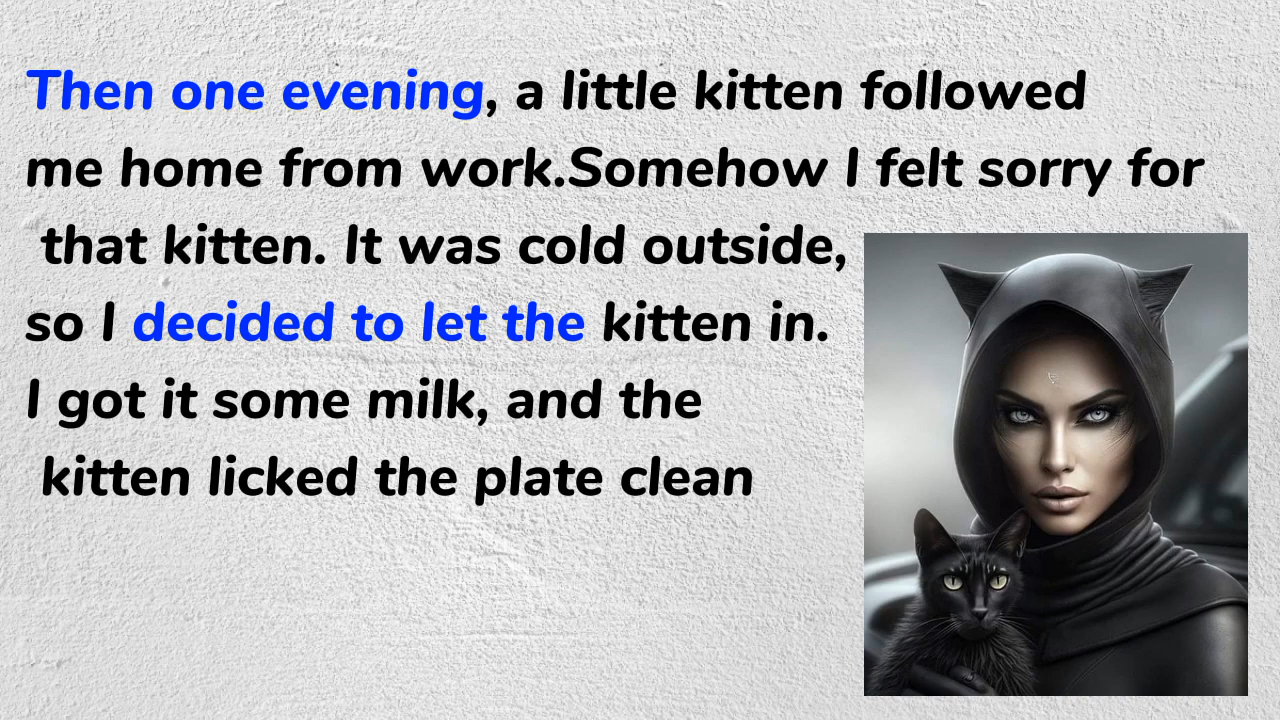 Then one evening, a little kitten followed
me home from work.Somehow I felt sorry for
that kitten. It was cold outside,
so I decided to let the kitten in.
I got it some milk, and the
kitten licked the plate clean